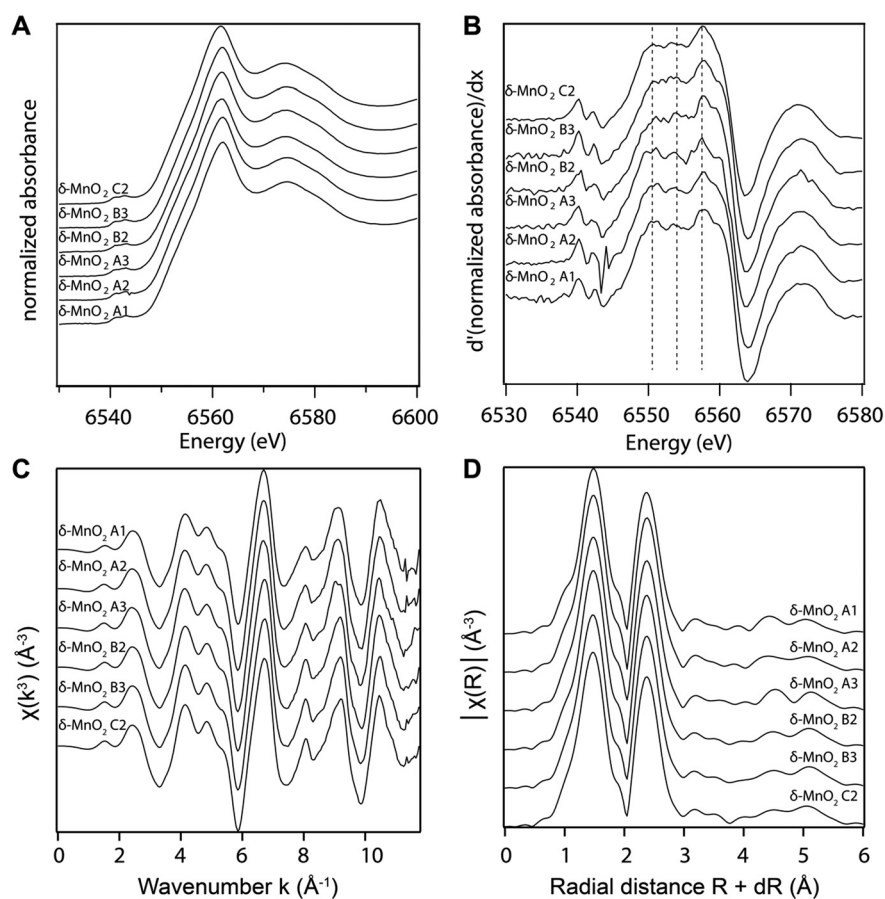 A
normalized absorbance
δ-MnO₂ C2
δ-MnO₂ B3
δ-MnO₂ B2
δ-MnO₂ A3
δ-MnO₂ A2
δ-MnO₂ A1
6540 6560 6580 6600
Energy (eV)
B
d'(normalized absorbance)/dx
δ-MnO₂ C2
δ-MnO₂ B3
δ-MnO₂ B2
δ-MnO₂ A3
δ-MnO₂ A2
δ-MnO₂ A1
6530 6540 6550 6560 6570 6580
Energy (eV)
C
χ(k³) (Å⁻³)
δ-MnO₂ A1
δ-MnO₂ A2
δ-MnO₂ A3
δ-MnO₂ B2
δ-MnO₂ B3
δ-MnO₂ C2
0 2 4 6 8 10
Wavenumber k (Å⁻¹)
D
|χ(R)| (Å⁻³)
δ-MnO₂ A1
δ-MnO₂ A2
δ-MnO₂ A3
δ-MnO₂ B2
δ-MnO₂ B3
δ-MnO₂ C2
0 1 2 3 4 5 6
Radial distance R + dR (Å)